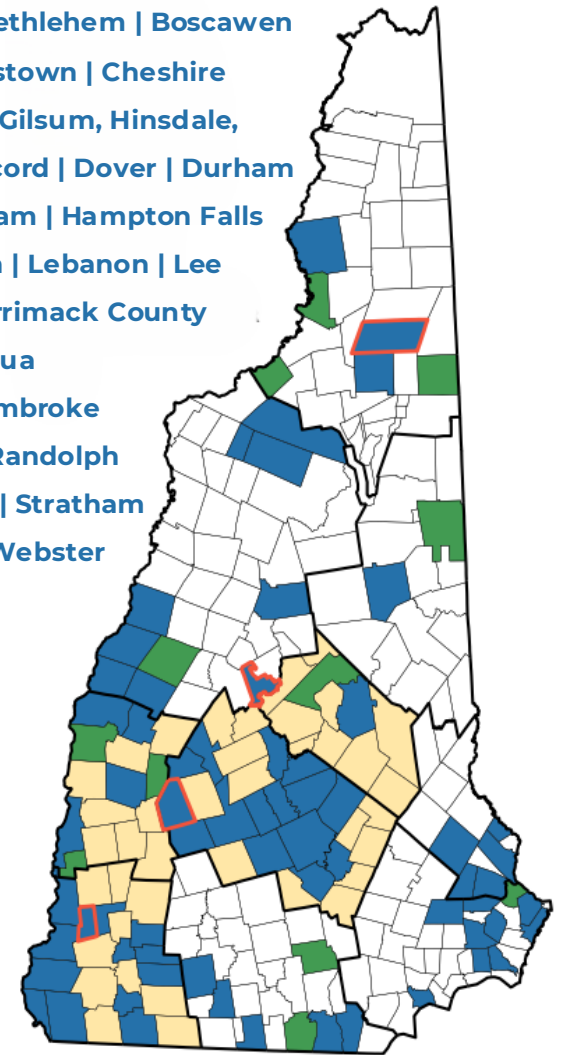 ethlehem | Boscawen
stown | Cheshire
Gilsum, Hinsdale,
cord | Dover | Durham
am | Hampton Falls
| Lebanon | Lee
rrimack County
ua
mbroke
Randolph
| Stratham
Webster